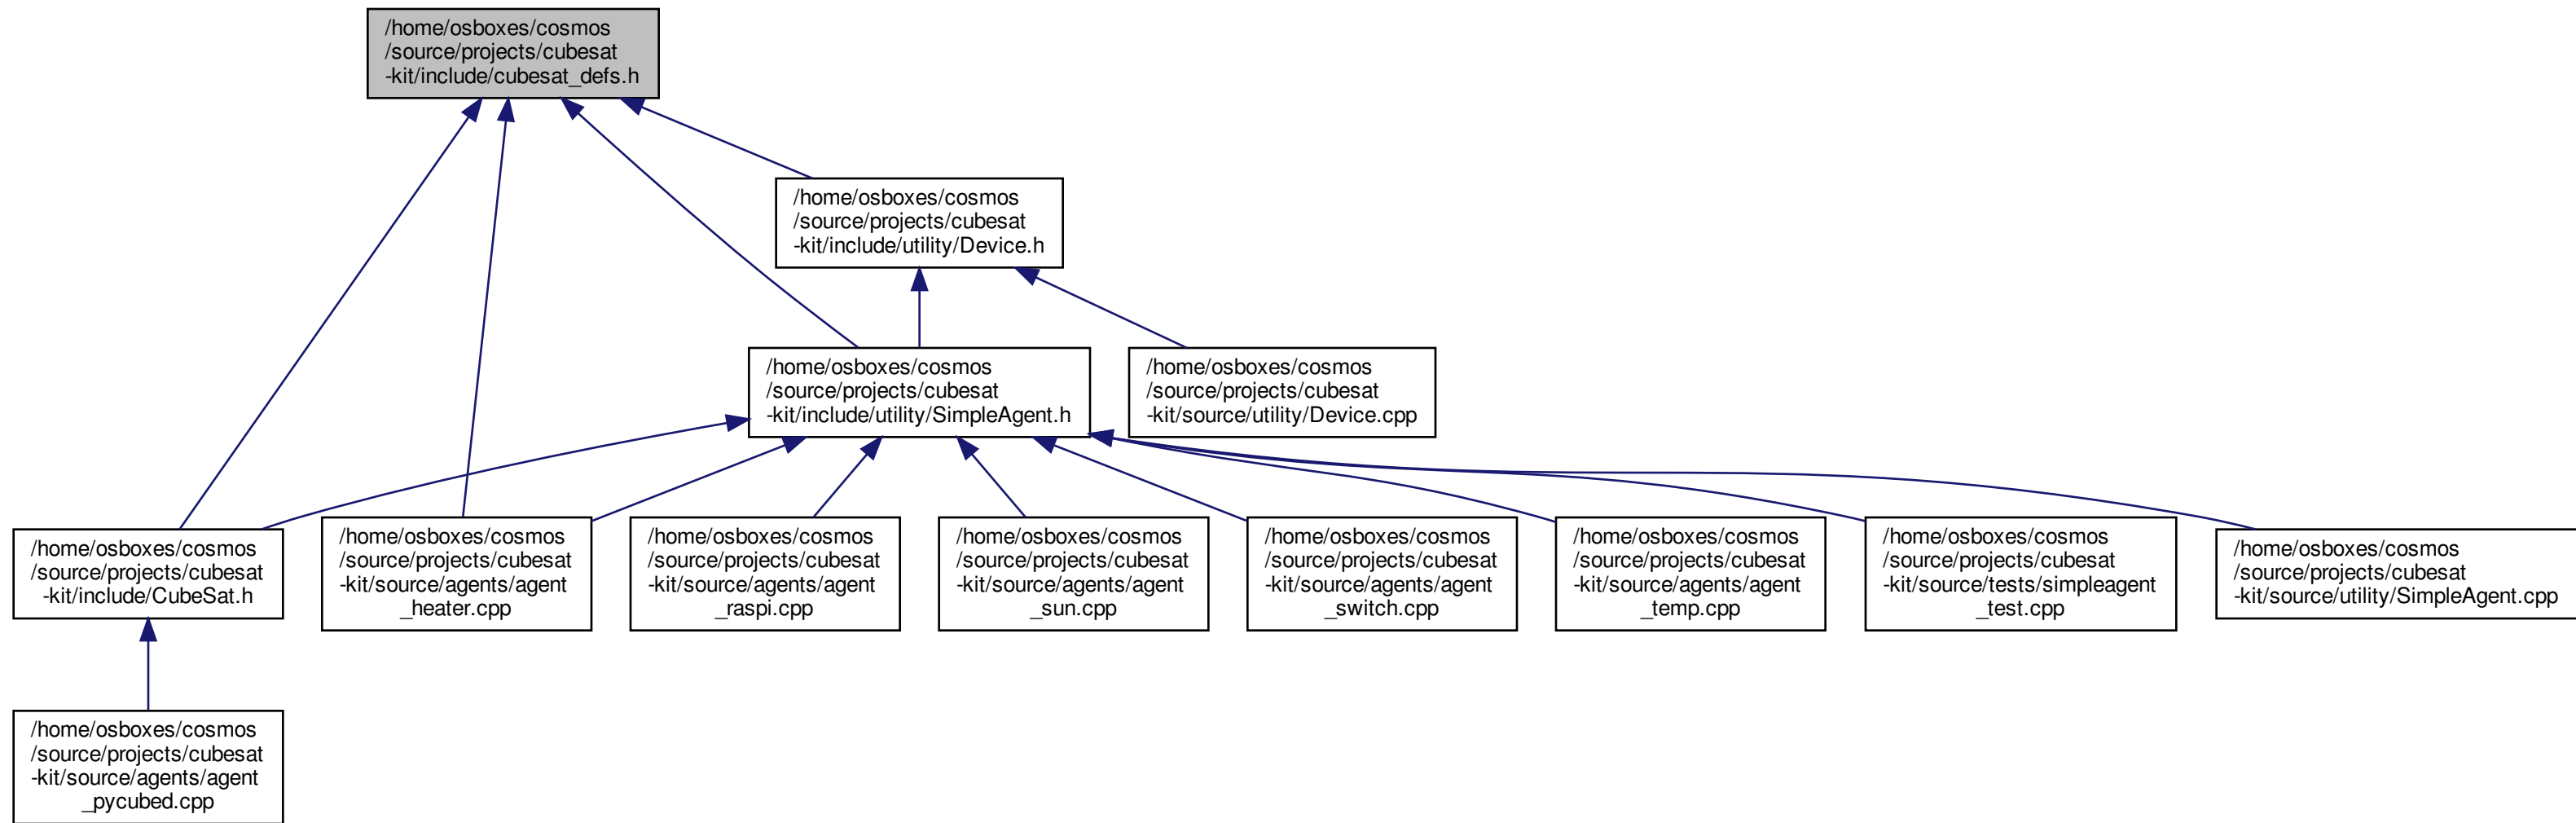 /home/osboxes/cosmos
/source/projects/cubesat
-kit/include/cubesat_defs.h
/home/osboxes/cosmos
/source/projects/cubesat
-kit/include/utility/Device.h
/home/osboxes/cosmos
/source/projects/cubesat
-kit/include/utility/SimpleAgent.h
/home/osboxes/cosmos
/source/projects/cubesat
-kit/source/utility/Device.cpp
/home/osboxes/cosmos
/source/projects/cubesat
-kit/include/CubeSat.h
/home/osboxes/cosmos
/source/projects/cubesat
-kit/source/agents/agent
_heater.cpp
/home/osboxes/cosmos
/source/projects/cubesat
-kit/source/agents/agent
_raspi.cpp
/home/osboxes/cosmos
/source/projects/cubesat
-kit/source/agents/agent
_sun.cpp
/home/osboxes/cosmos
/source/projects/cubesat
-kit/source/agents/agent
_switch.cpp
/home/osboxes/cosmos
/source/projects/cubesat
-kit/source/agents/agent
_temp.cpp
/home/osboxes/cosmos
/source/projects/cubesat
-kit/source/tests/simpleagent
_test.cpp
/home/osboxes/cosmos
/source/projects/cubesat
-kit/source/utility/SimpleAgent.cpp
/home/osboxes/cosmos
/source/projects/cubesat
-kit/source/agents/agent
_pycubed.cpp